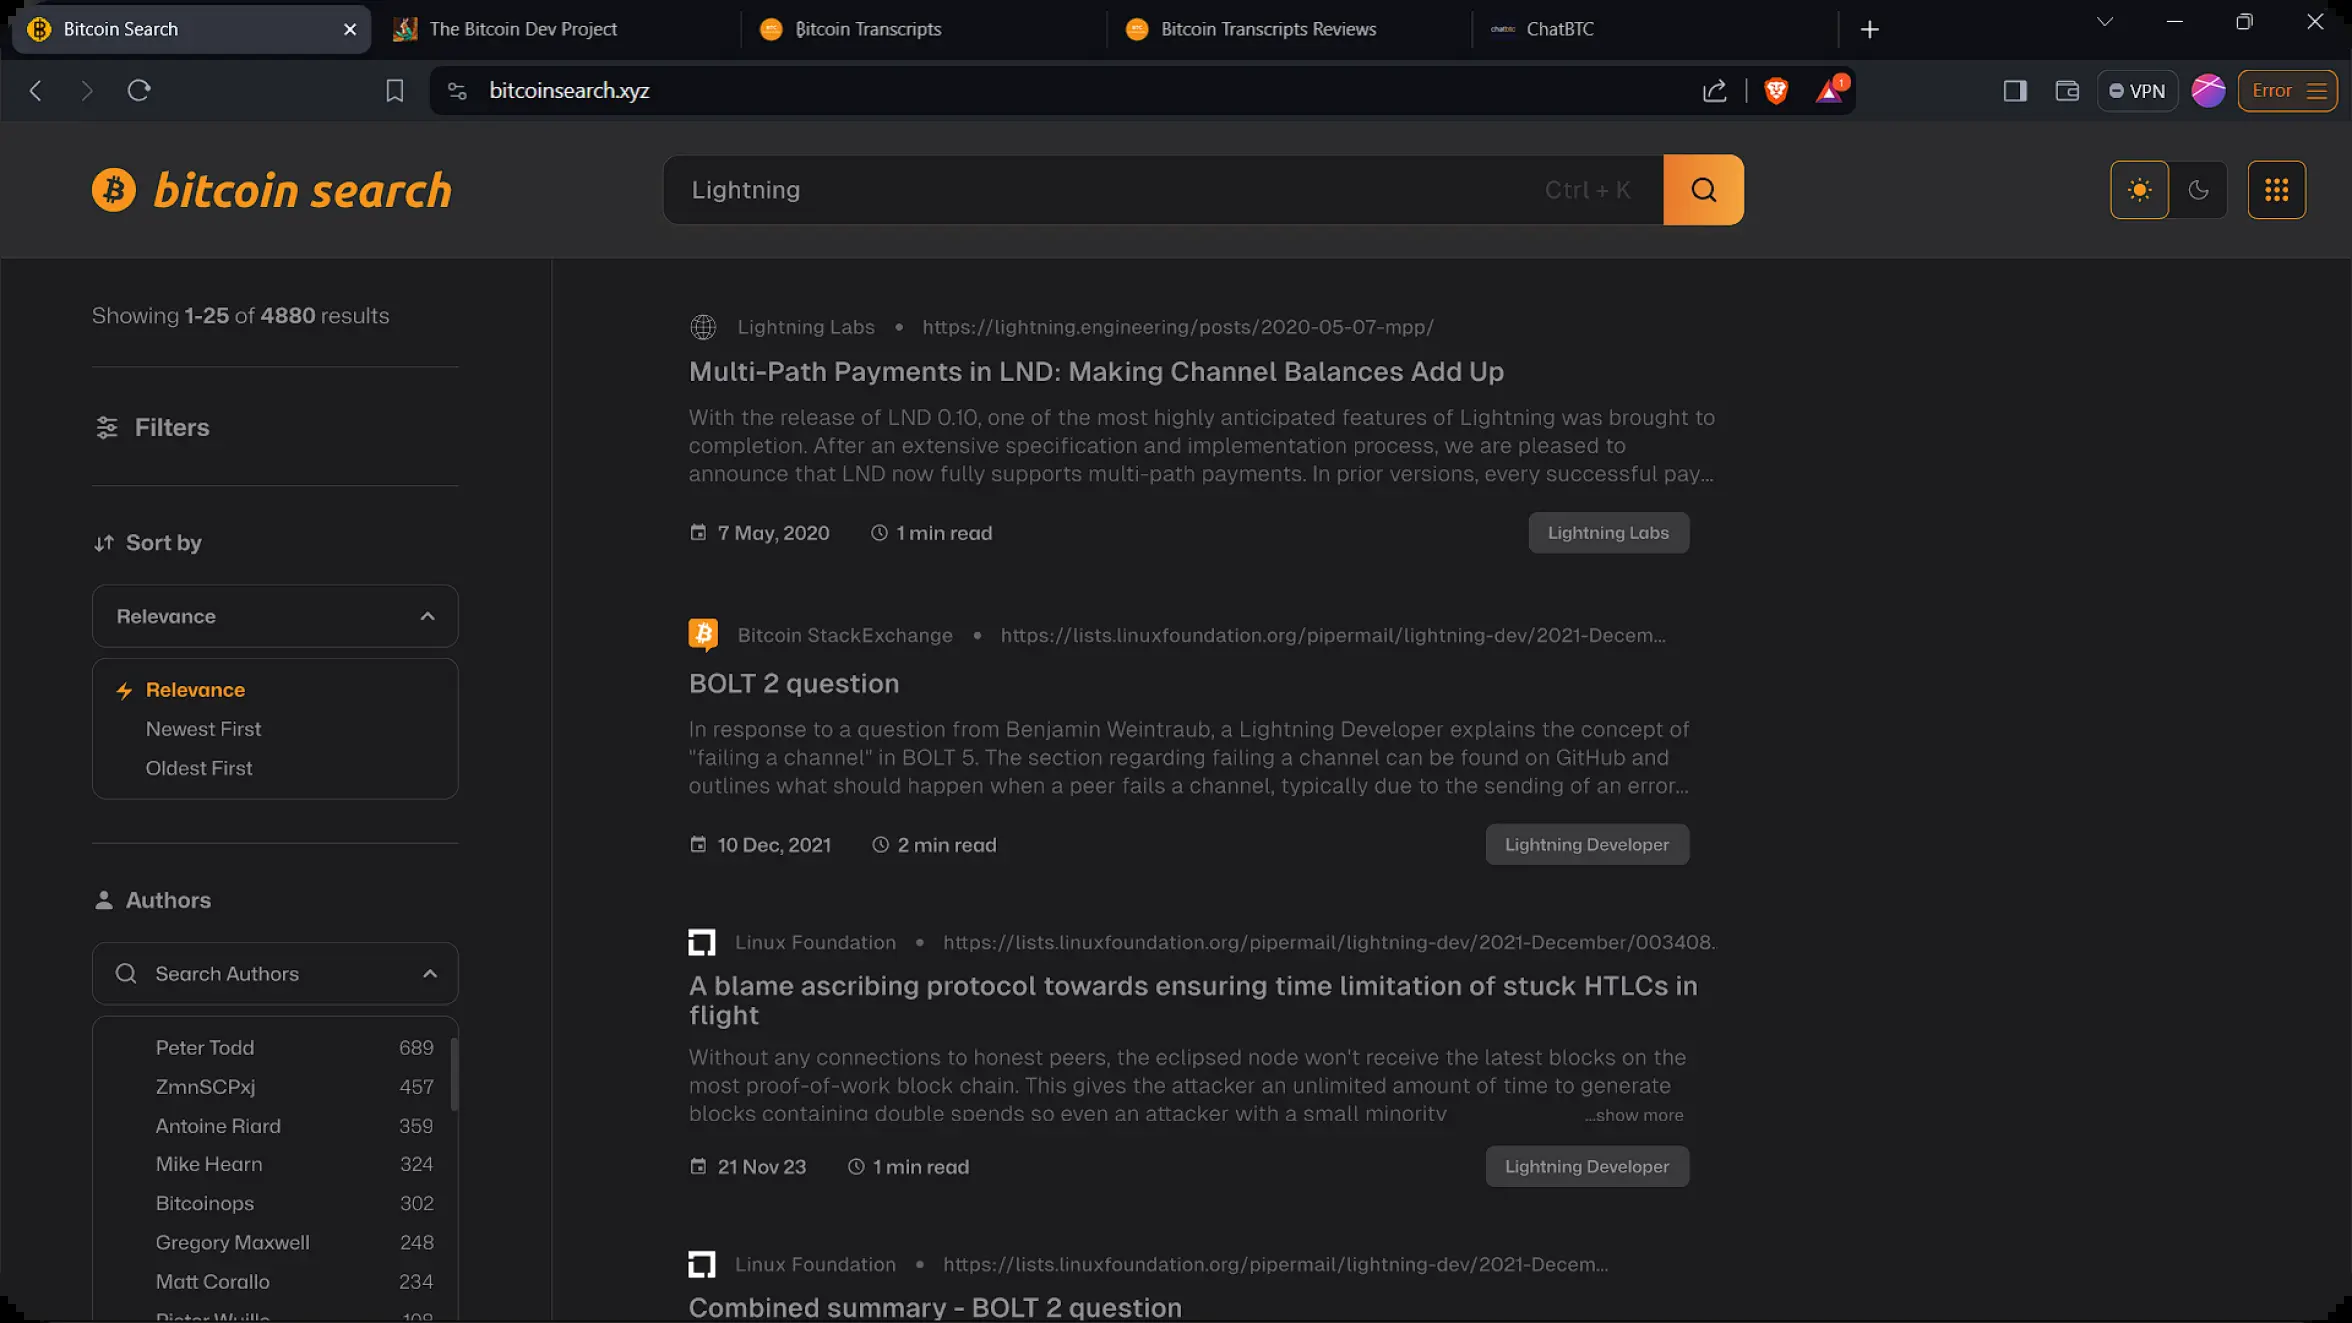 Bitcoin Search
The Bitcoin Dev Project
₿itcoin Transcripts
Bitcoin Transcripts Reviews
ChatBTC
bitcoinsearch.xyz
1
VPN
Error
bitcoin search
Lightning
Ctrl + K
Showing 1-25 of 4880 results
Filters
Sort by
Relevance
Relevance
Newest First
Oldest First
Authors
Search Authors
Peter Todd 689
ZmnSCPxj 457
Antoine Riard 359
Mike Hearn 324
Bitcoinops 302
Gregory Maxwell 248
Matt Corallo 234
Lightning Labs • https://lightning.engineering/posts/2020-05-07-mpp/
Multi-Path Payments in LND: Making Channel Balances Add Up
With the release of LND 0.10, one of the most highly anticipated features of Lightning was brought to
completion. After an extensive specification and implementation process, we are pleased to
announce that LND now fully supports multi-path payments. In prior versions, every successful pay...
7 May, 2020 1 min read
Lightning Labs
Bitcoin StackExchange • https://lists.linuxfoundation.org/pipermail/lightning-dev/2021-Decem...
BOLT 2 question
In response to a question from Benjamin Weintraub, a Lightning Developer explains the concept of
"failing a channel" in BOLT 5. The section regarding failing a channel can be found on GitHub and
outlines what should happen when a peer fails a channel, typically due to the sending of an error...
10 Dec, 2021 2 min read
Lightning Developer
Linux Foundation • https://lists.linuxfoundation.org/pipermail/lightning-dev/2021-December/003408.
A blame ascribing protocol towards ensuring time limitation of stuck HTLCs in
flight
Without any connections to honest peers, the eclipsed node won't receive the latest blocks on the
most proof-of-work block chain. This gives the attacker an unlimited amount of time to generate
blocks containing double spends so even an attacker with a small minority
...show more
21 Nov 23 1 min read
Lightning Developer
Linux Foundation • https://lists.linuxfoundation.org/pipermail/lightning-dev/2021-Decem...
Combined summary - BOLT 2 question